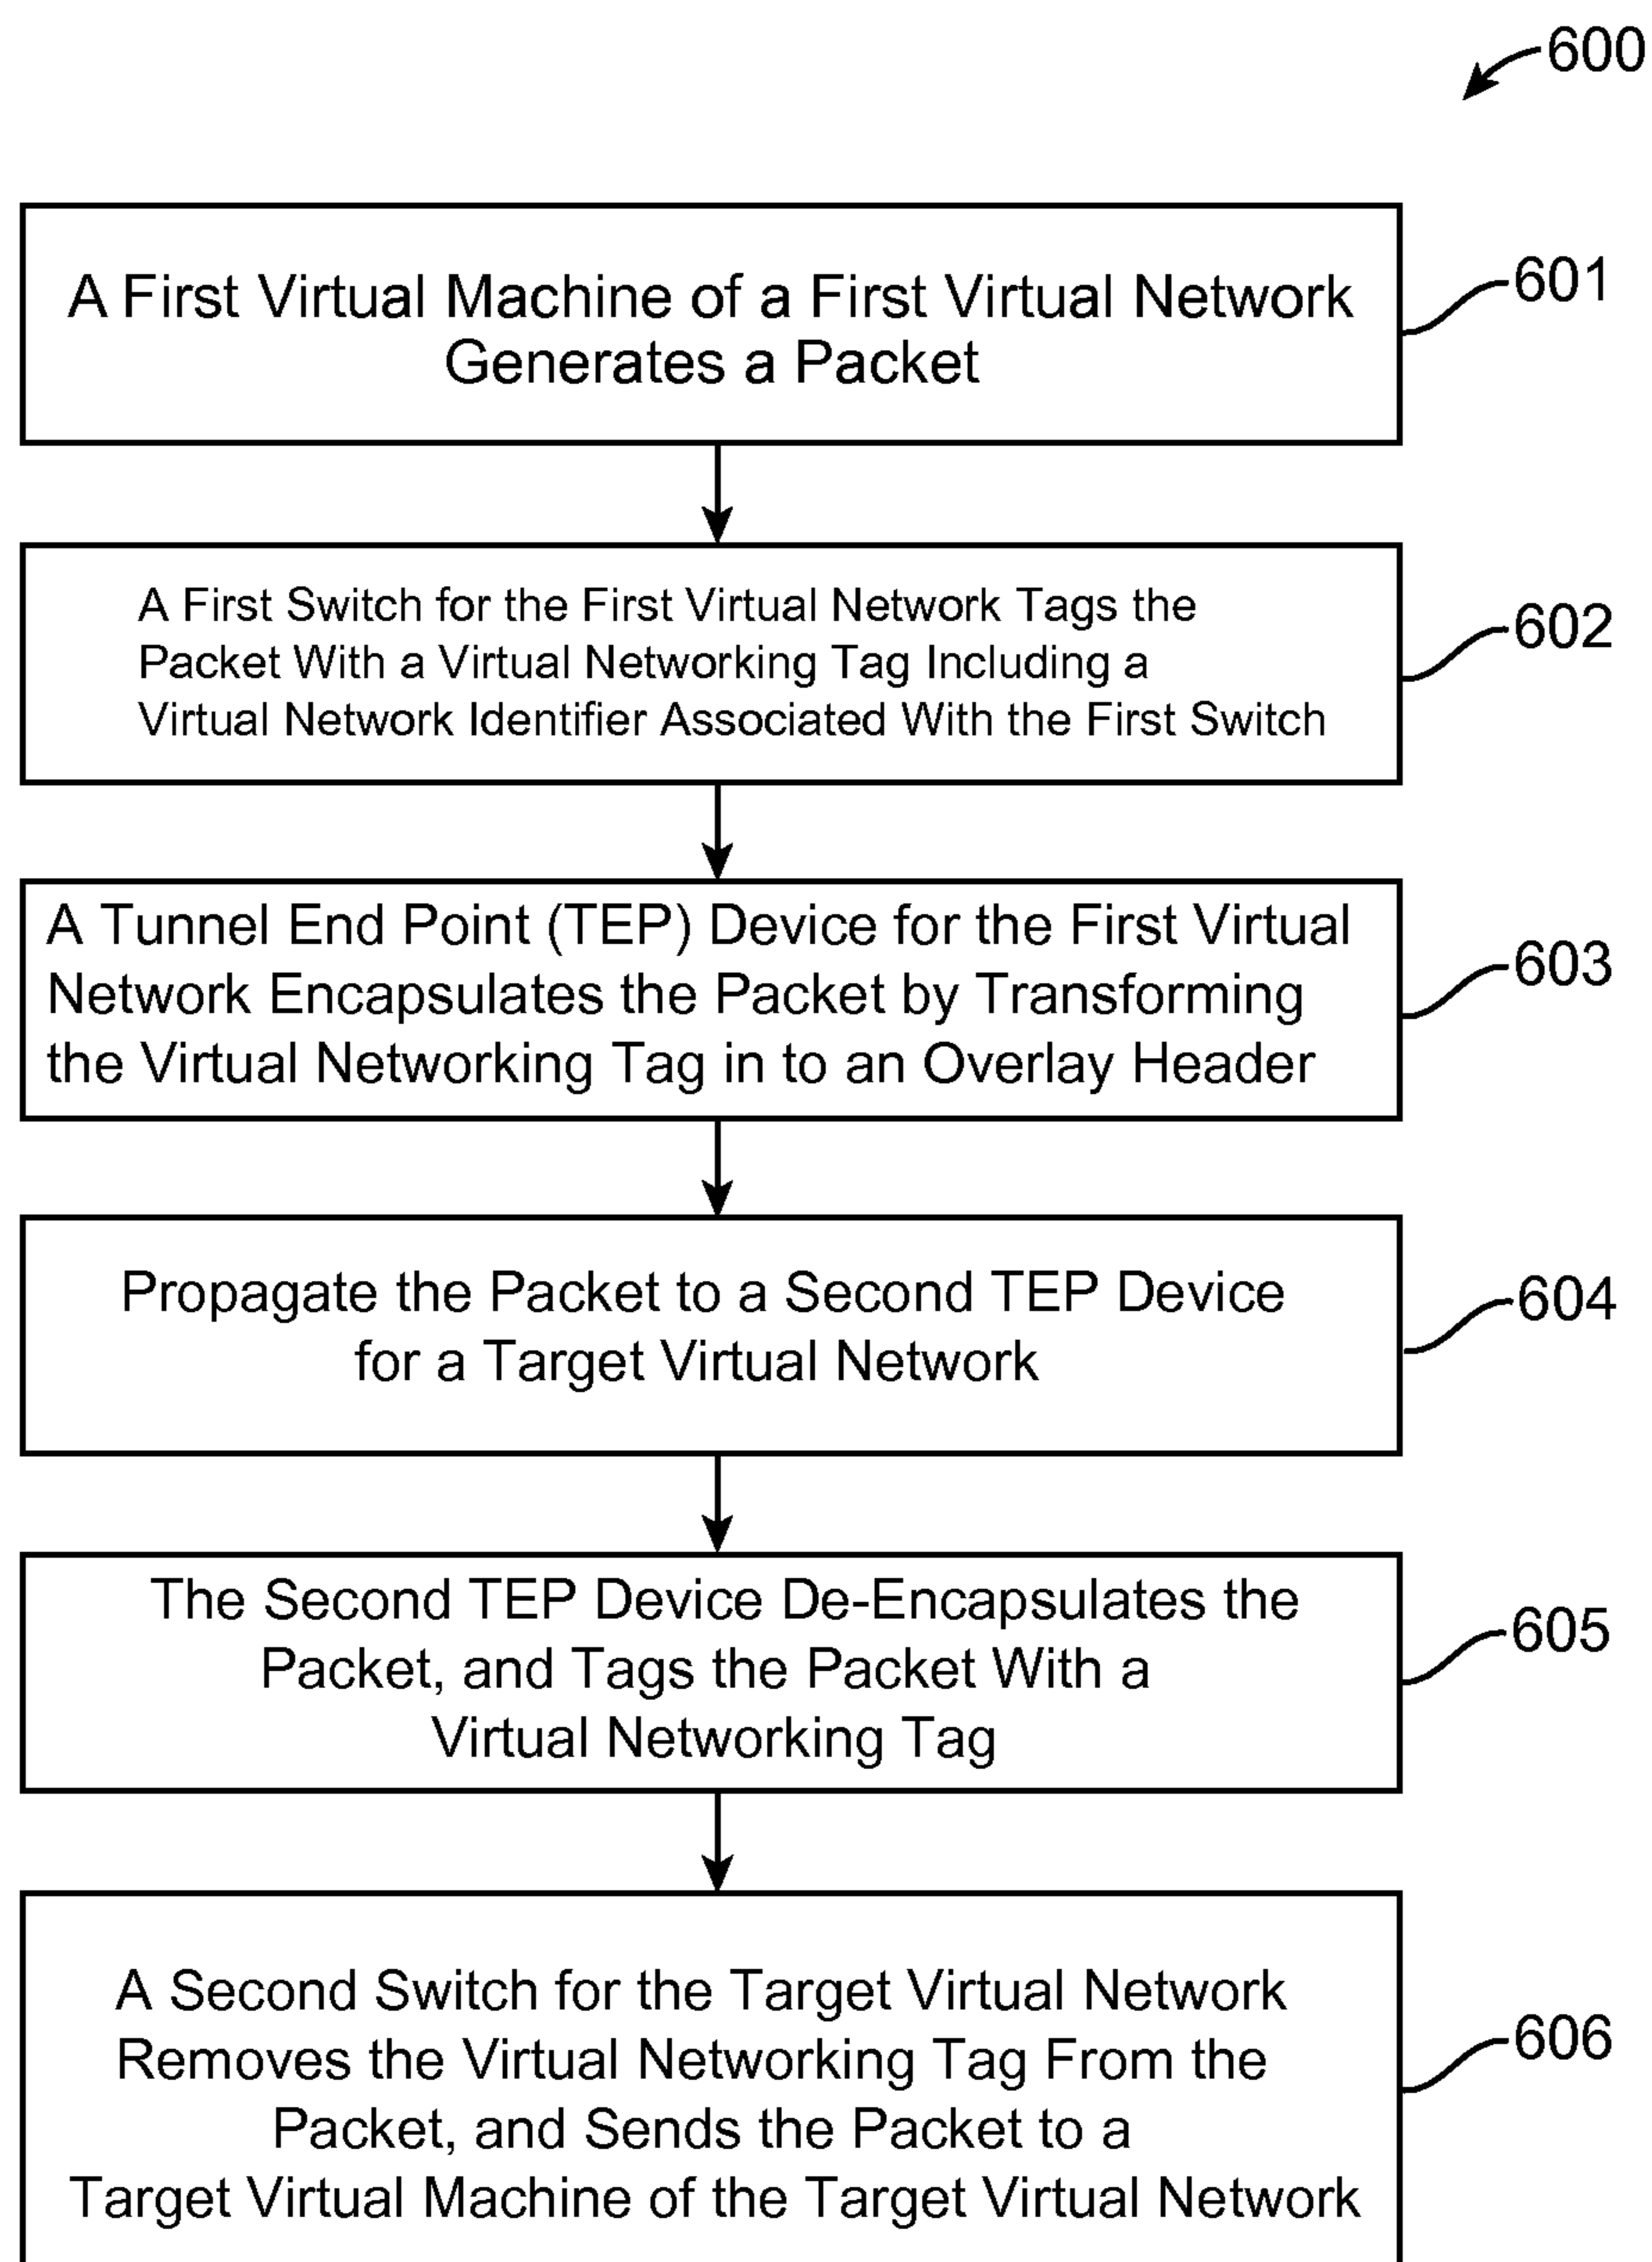 600
A First Virtual Machine of a First Virtual Network
Generates a Packet
601
A First Switch for the First Virtual Network Tags the
Packet With a Virtual Networking Tag Including a
Virtual Network Identifier Associated With the First Switch
602
A Tunnel End Point (TEP) Device for the First Virtual
Network Encapsulates the Packet by Transforming
the Virtual Networking Tag in to an Overlay Header
603
Propagate the Packet to a Second TEP Device
for a Target Virtual Network
604
The Second TEP Device De-Encapsulates the
Packet, and Tags the Packet With a
Virtual Networking Tag
605
A Second Switch for the Target Virtual Network
Removes the Virtual Networking Tag From the
Packet, and Sends the Packet to a
Target Virtual Machine of the Target Virtual Network
606